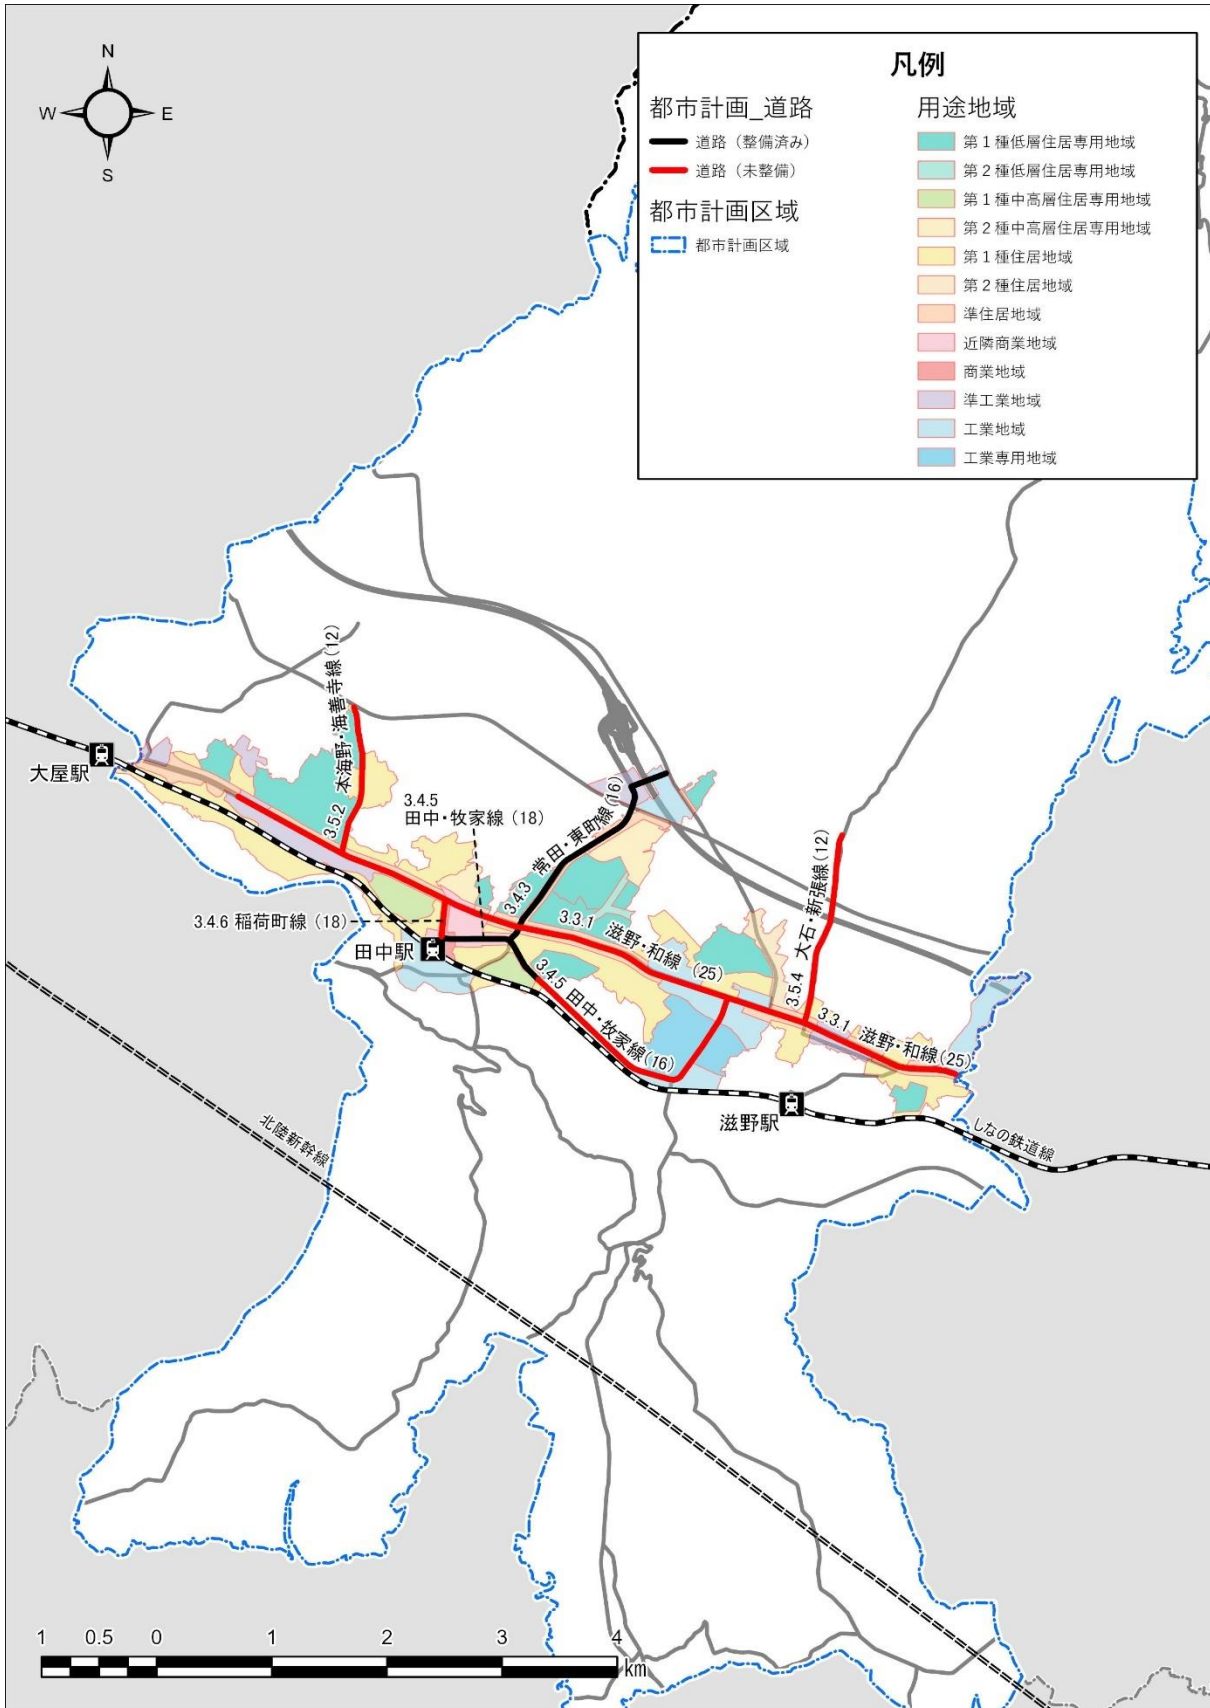 N
W
E
S
凡例
都市計画_道路
道路（整備済み）
道路（未整備）
都市計画区域
都市計画区域
用途地域
第１種低層住居専用地域
第２種低層住居専用地域
第１種中高層住居専用地域
第２種中高層住居専用地域
第１種住居地域
第２種住居地域
準住居地域
近隣商業地域
商業地域
準工業地域
工業地域
工業専用地域
3.5.2 本海野・海善寺線(12)
大屋駅
3.4.5
田中・牧家線（18）
3.4.3 常田・東町線(16)
3.4.6 稲荷町線（18）
田中駅
3.3.1 滋野・和線（25）
3.5.4 大石・新張線(12)
3.4.5 田中・牧家線(16)
3.3.1 滋野・和線(25)
滋野駅
しなの鉄道線
北陸新幹線
1 0.5 0 1 2 3 4
km